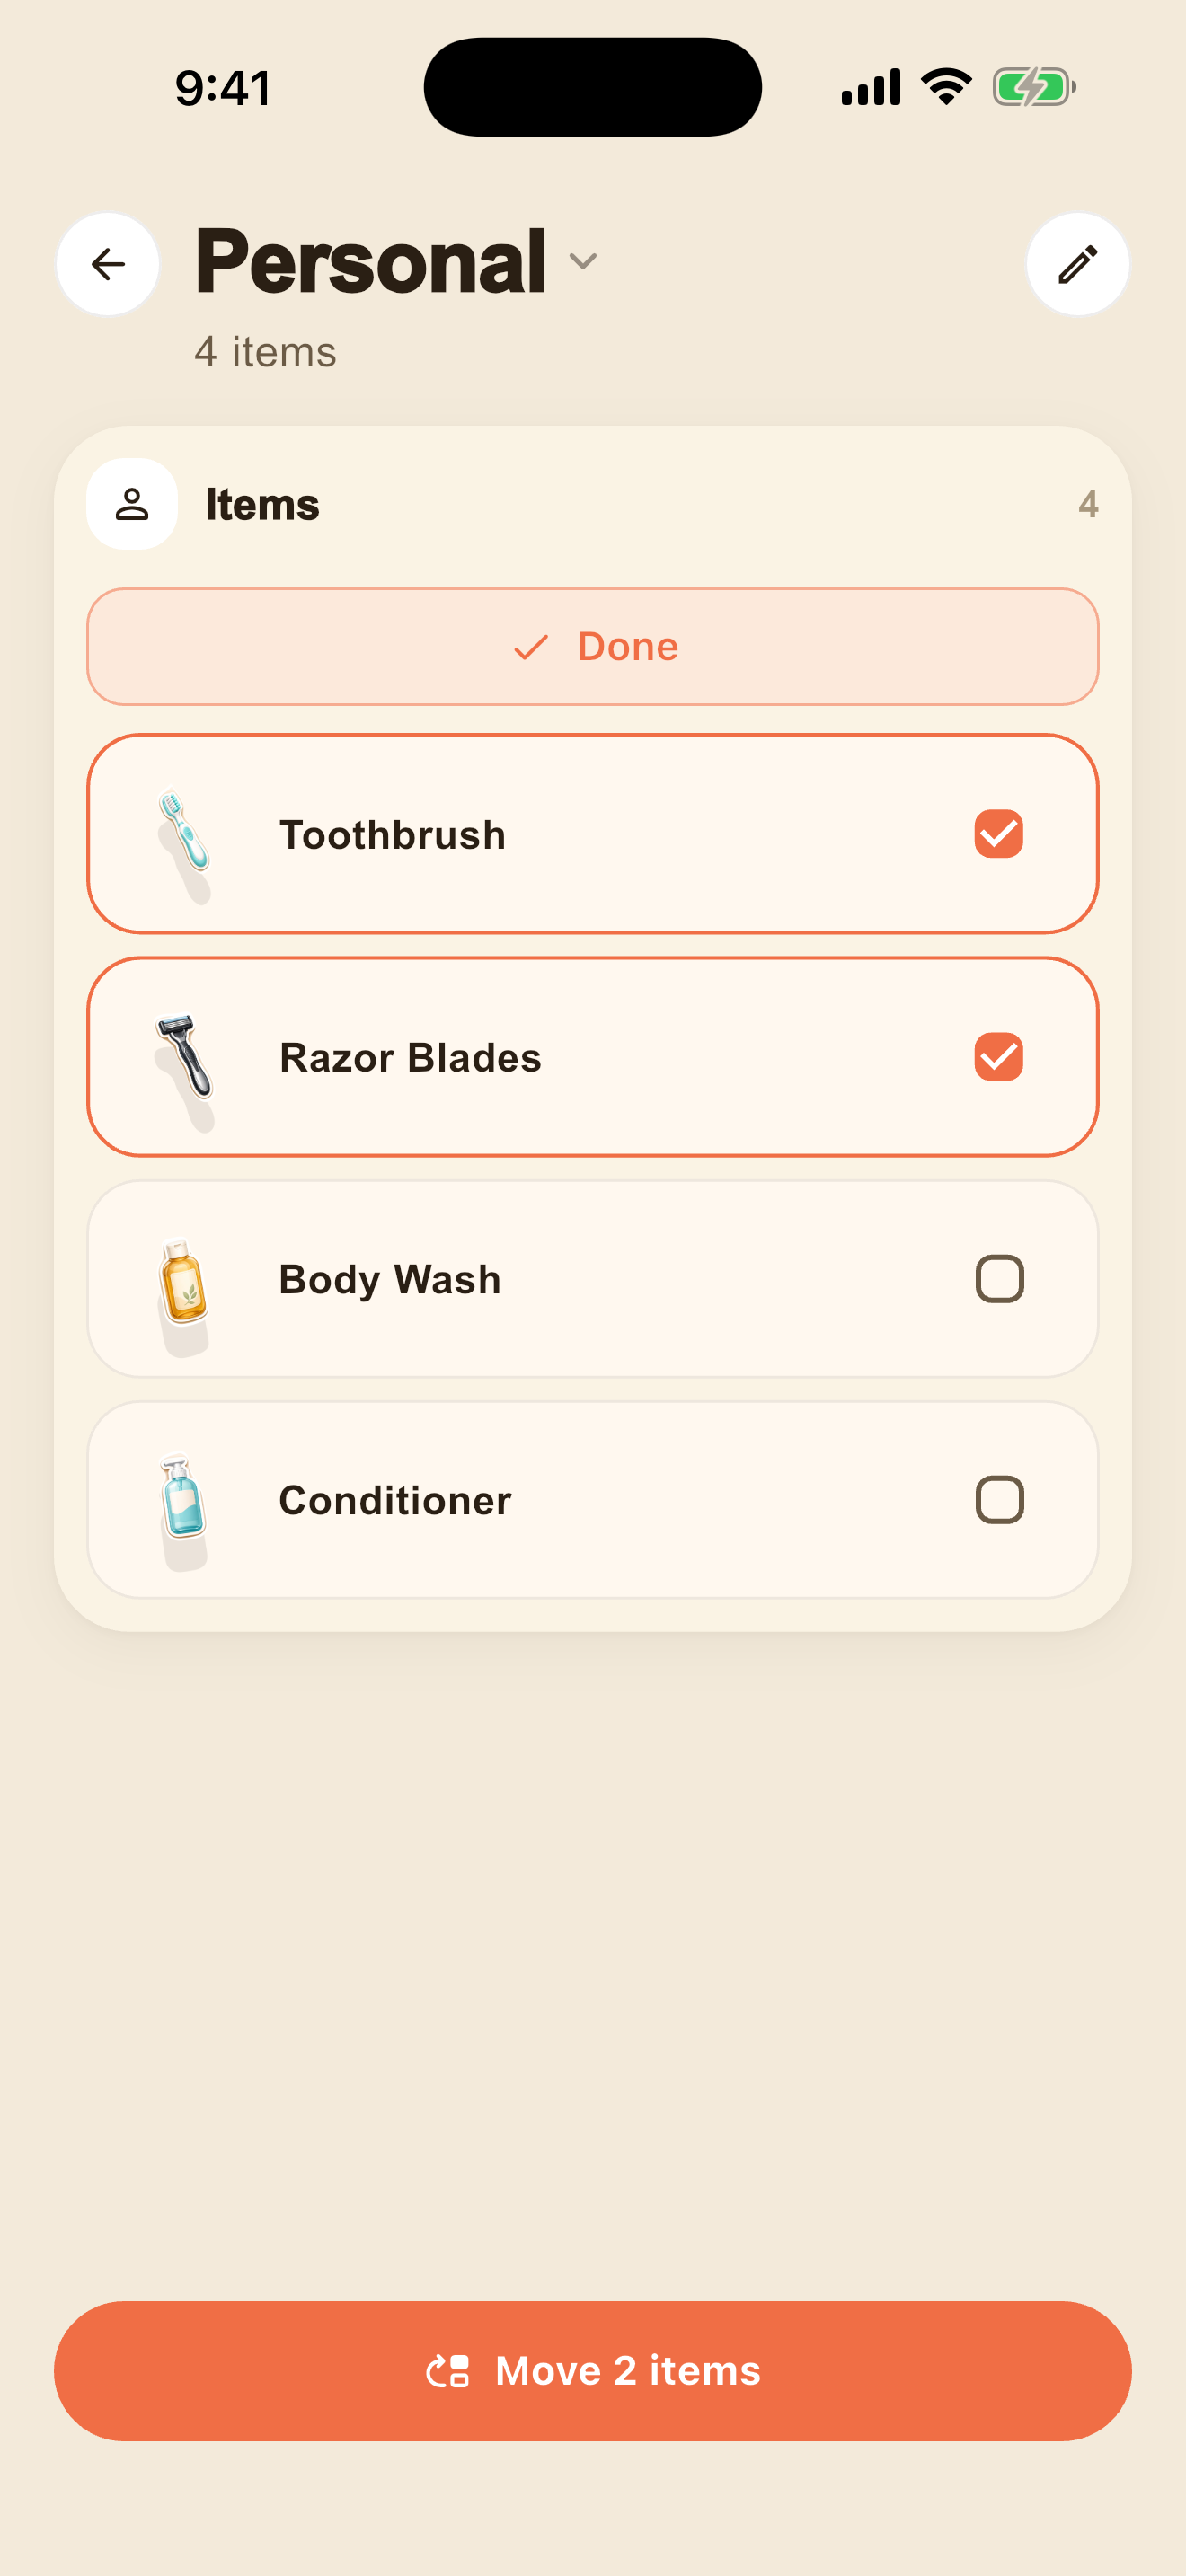 9:41
Personal
4 items
Items
4
Done
Toothbrush
Razor Blades
Body Wash
Conditioner
Move 2 items